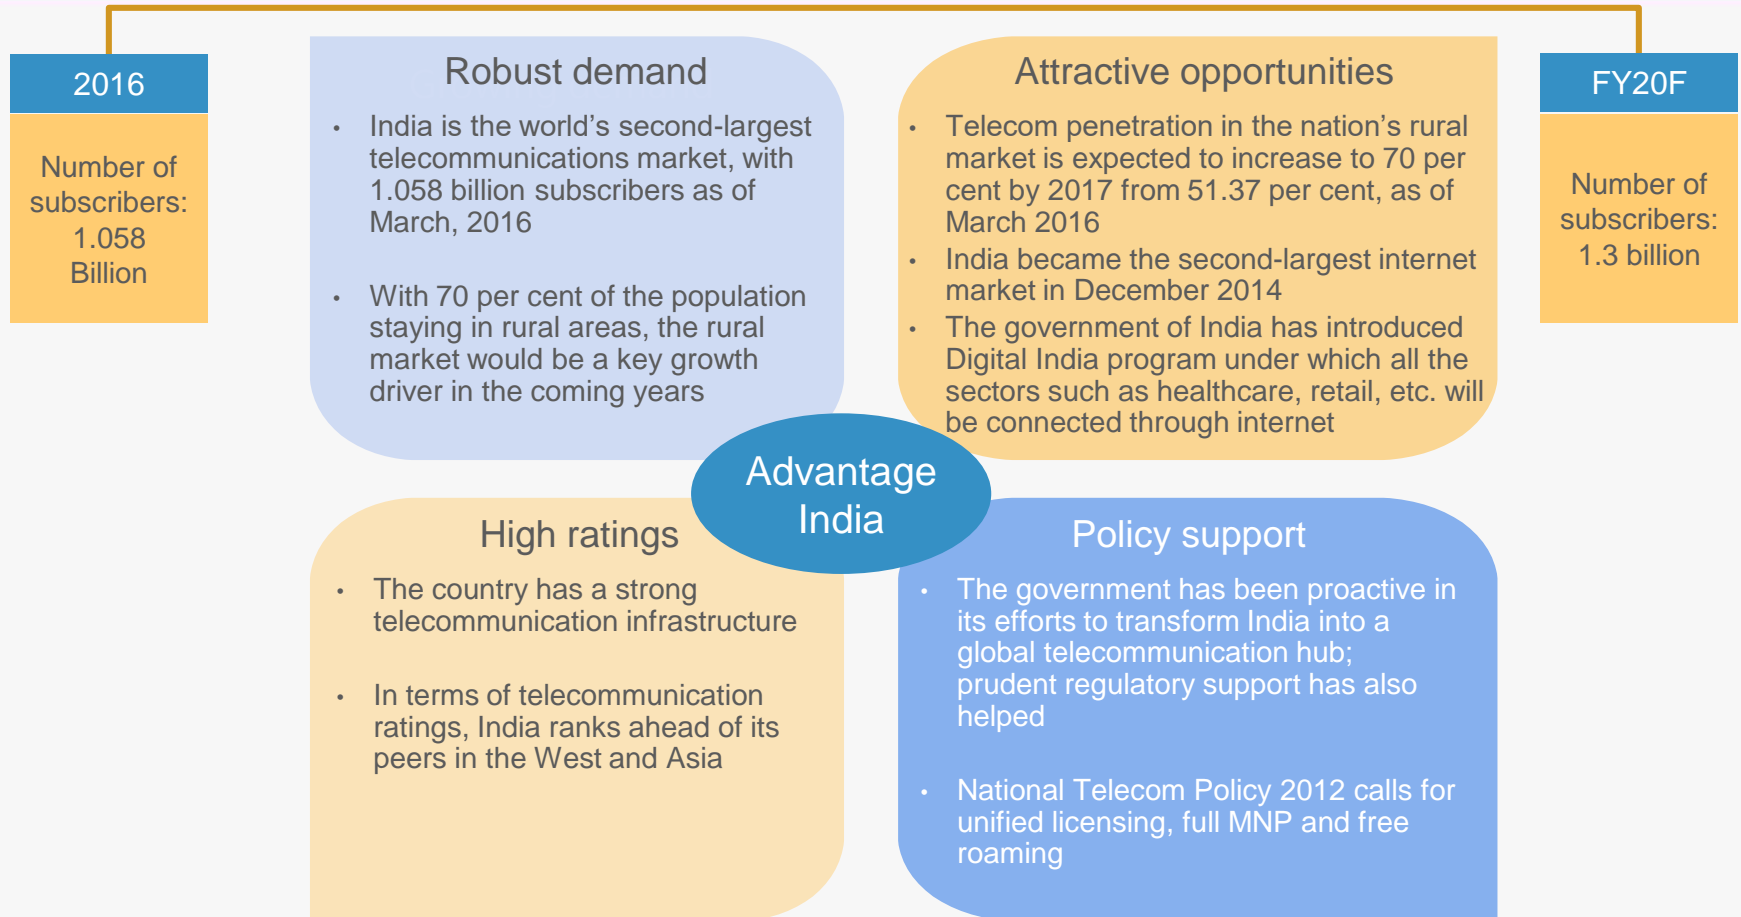 2016
Number of
subscribers:
1.058
Billion
Robust demand
• India is the world's second-largest
telecommunications market, with
1.058 billion subscribers as of
March, 2016
• With 70 per cent of the population
staying in rural areas, the rural
market would be a key growth
driver in the coming years
Attractive opportunities
• Telecom penetration in the nation's rural
market is expected to increase to 70 per
cent by 2017 from 51.37 per cent, as of
March 2016
• India became the second-largest internet
market in December 2014
• The government of India has introduced
Digital India program under which all the
sectors such as healthcare, retail, etc. will
be connected through internet
FY20F
Number of
subscribers:
1.3 billion
Advantage
India
High ratings
• The country has a strong
telecommunication infrastructure
• In terms of telecommunication
ratings, India ranks ahead of its
peers in the West and Asia
Policy support
• The government has been proactive in
its efforts to transform India into a
global telecommunication hub;
prudent regulatory support has also
helped
• National Telecom Policy 2012 calls for
unified licensing, full MNP and free
roaming